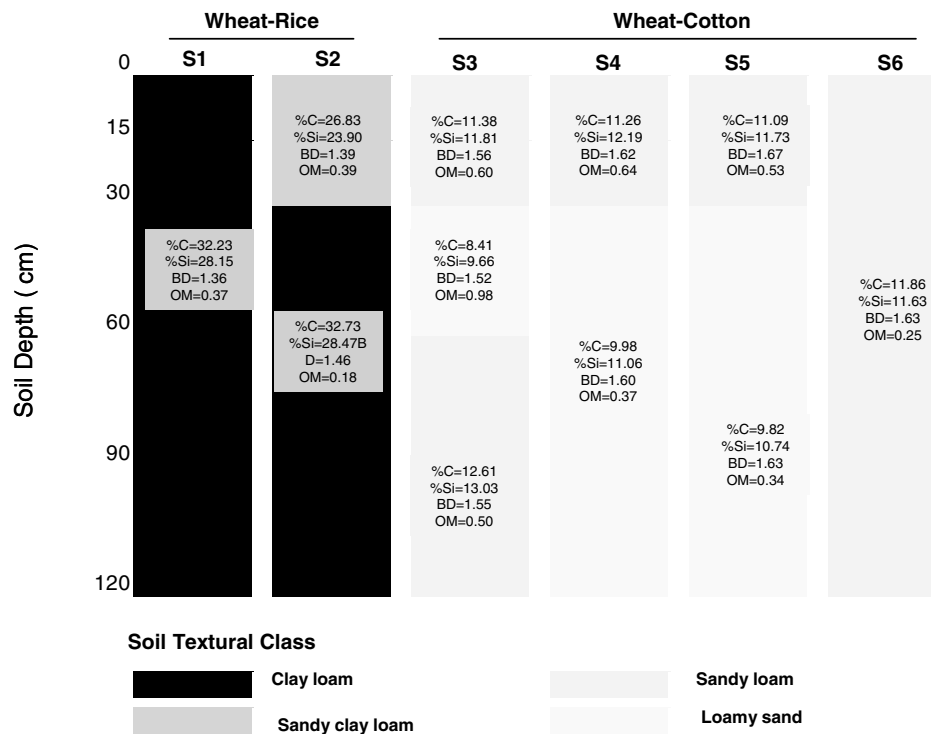 Wheat-Rice
Wheat-Cotton
S1
S2
S3
S4
S5
S6
Soil Depth ( cm)
0
15
30
60
90
120
%C=32.23
%Si=28.15
BD=1.36
OM=0.37
%C=26.83
%Si=23.90
BD=1.39
OM=0.39
%C=32.73
%Si=28.47B
D=1.46
OM=0.18
%C=11.38
%Si=11.81
BD=1.56
OM=0.60
%C=8.41
%Si=9.66
BD=1.52
OM=0.98
%C=12.61
%Si=13.03
BD=1.55
OM=0.50
%C=11.26
%Si=12.19
BD=1.62
OM=0.64
%C=9.98
%Si=11.06
BD=1.60
OM=0.37
%C=11.09
%Si=11.73
BD=1.67
OM=0.53
%C=9.82
%Si=10.74
BD=1.63
OM=0.34
%C=11.86
%Si=11.63
BD=1.63
OM=0.25
Soil Textural Class
Clay loam
Sandy loam
Sandy clay loam
Loamy sand